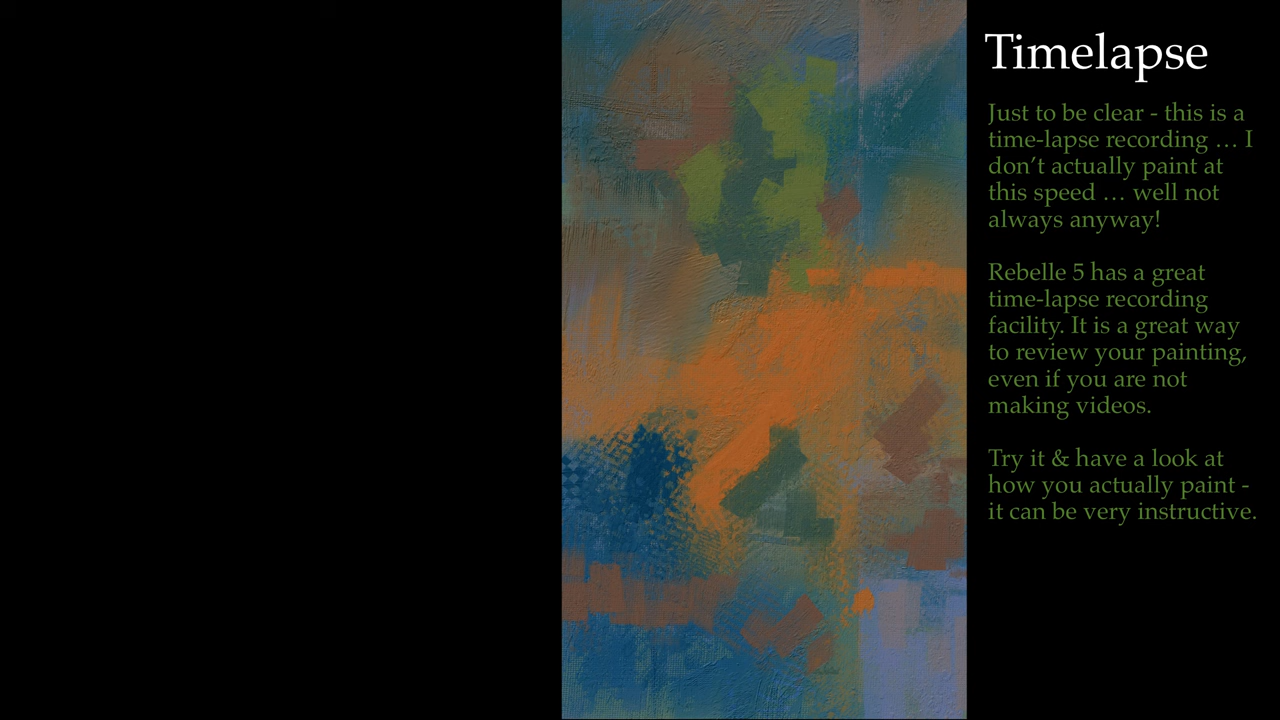 Timelapse
Just to be clear - this is a
time-lapse recording … I
don’t actually paint at
this speed … well not
always anyway!
Rebelle 5 has a great
time-lapse recording
facility. It is a great way
to review your painting,
even if you are not
making videos.
Try it & have a look at
how you actually paint -
it can be very instructive.